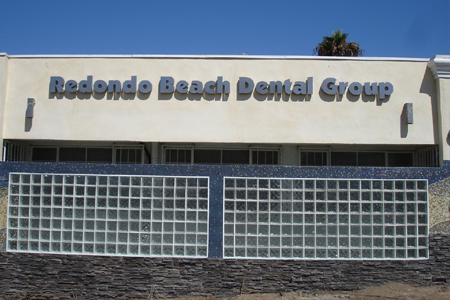 Redondo Beach Dental Group